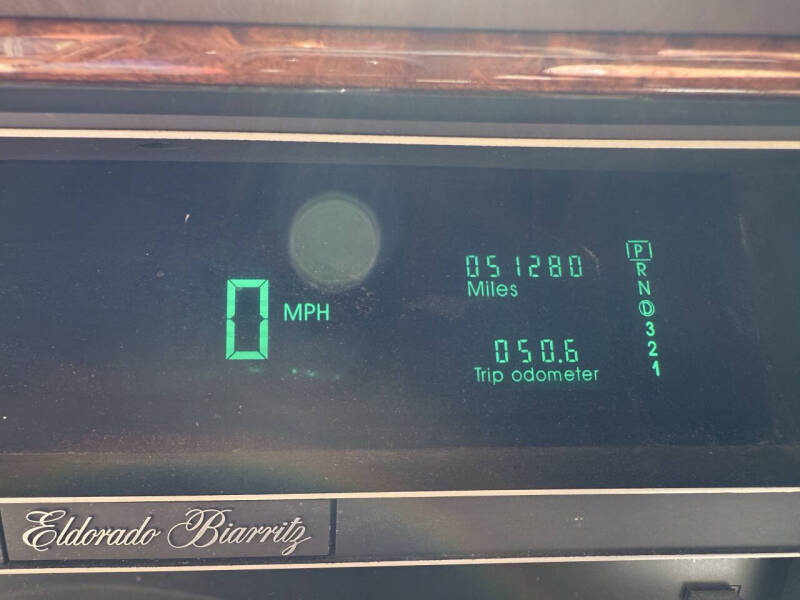 051280
Miles
0 MPH
050.6
Trip odometer
P
R
N
D
3
2
1
Eldorado Biarritz